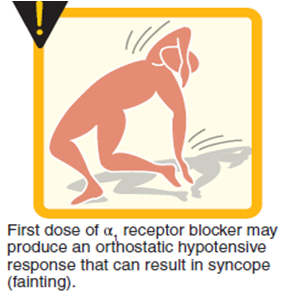 !
First dose of α₁ receptor blocker may
produce an orthostatic hypotensive
response that can result in syncope
(fainting).